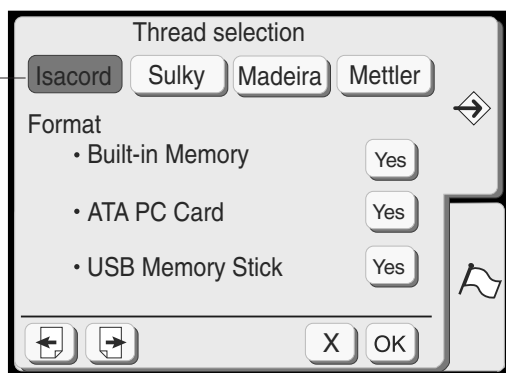 Thread selection
Isacord Sulky Madeira Mettler
Format
• Built-in Memory Yes
• ATA PC Card Yes
• USB Memory Stick Yes
X OK